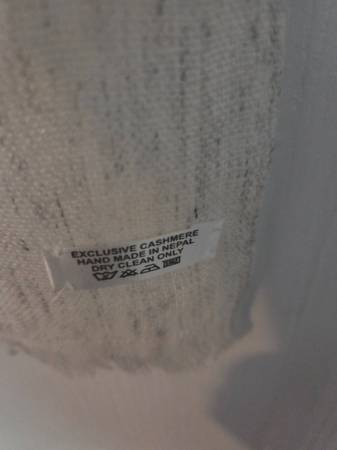 EXCLUSIVE CASHMERE
HAND MADE IN NEPAL
DRY CLEAN ONLY